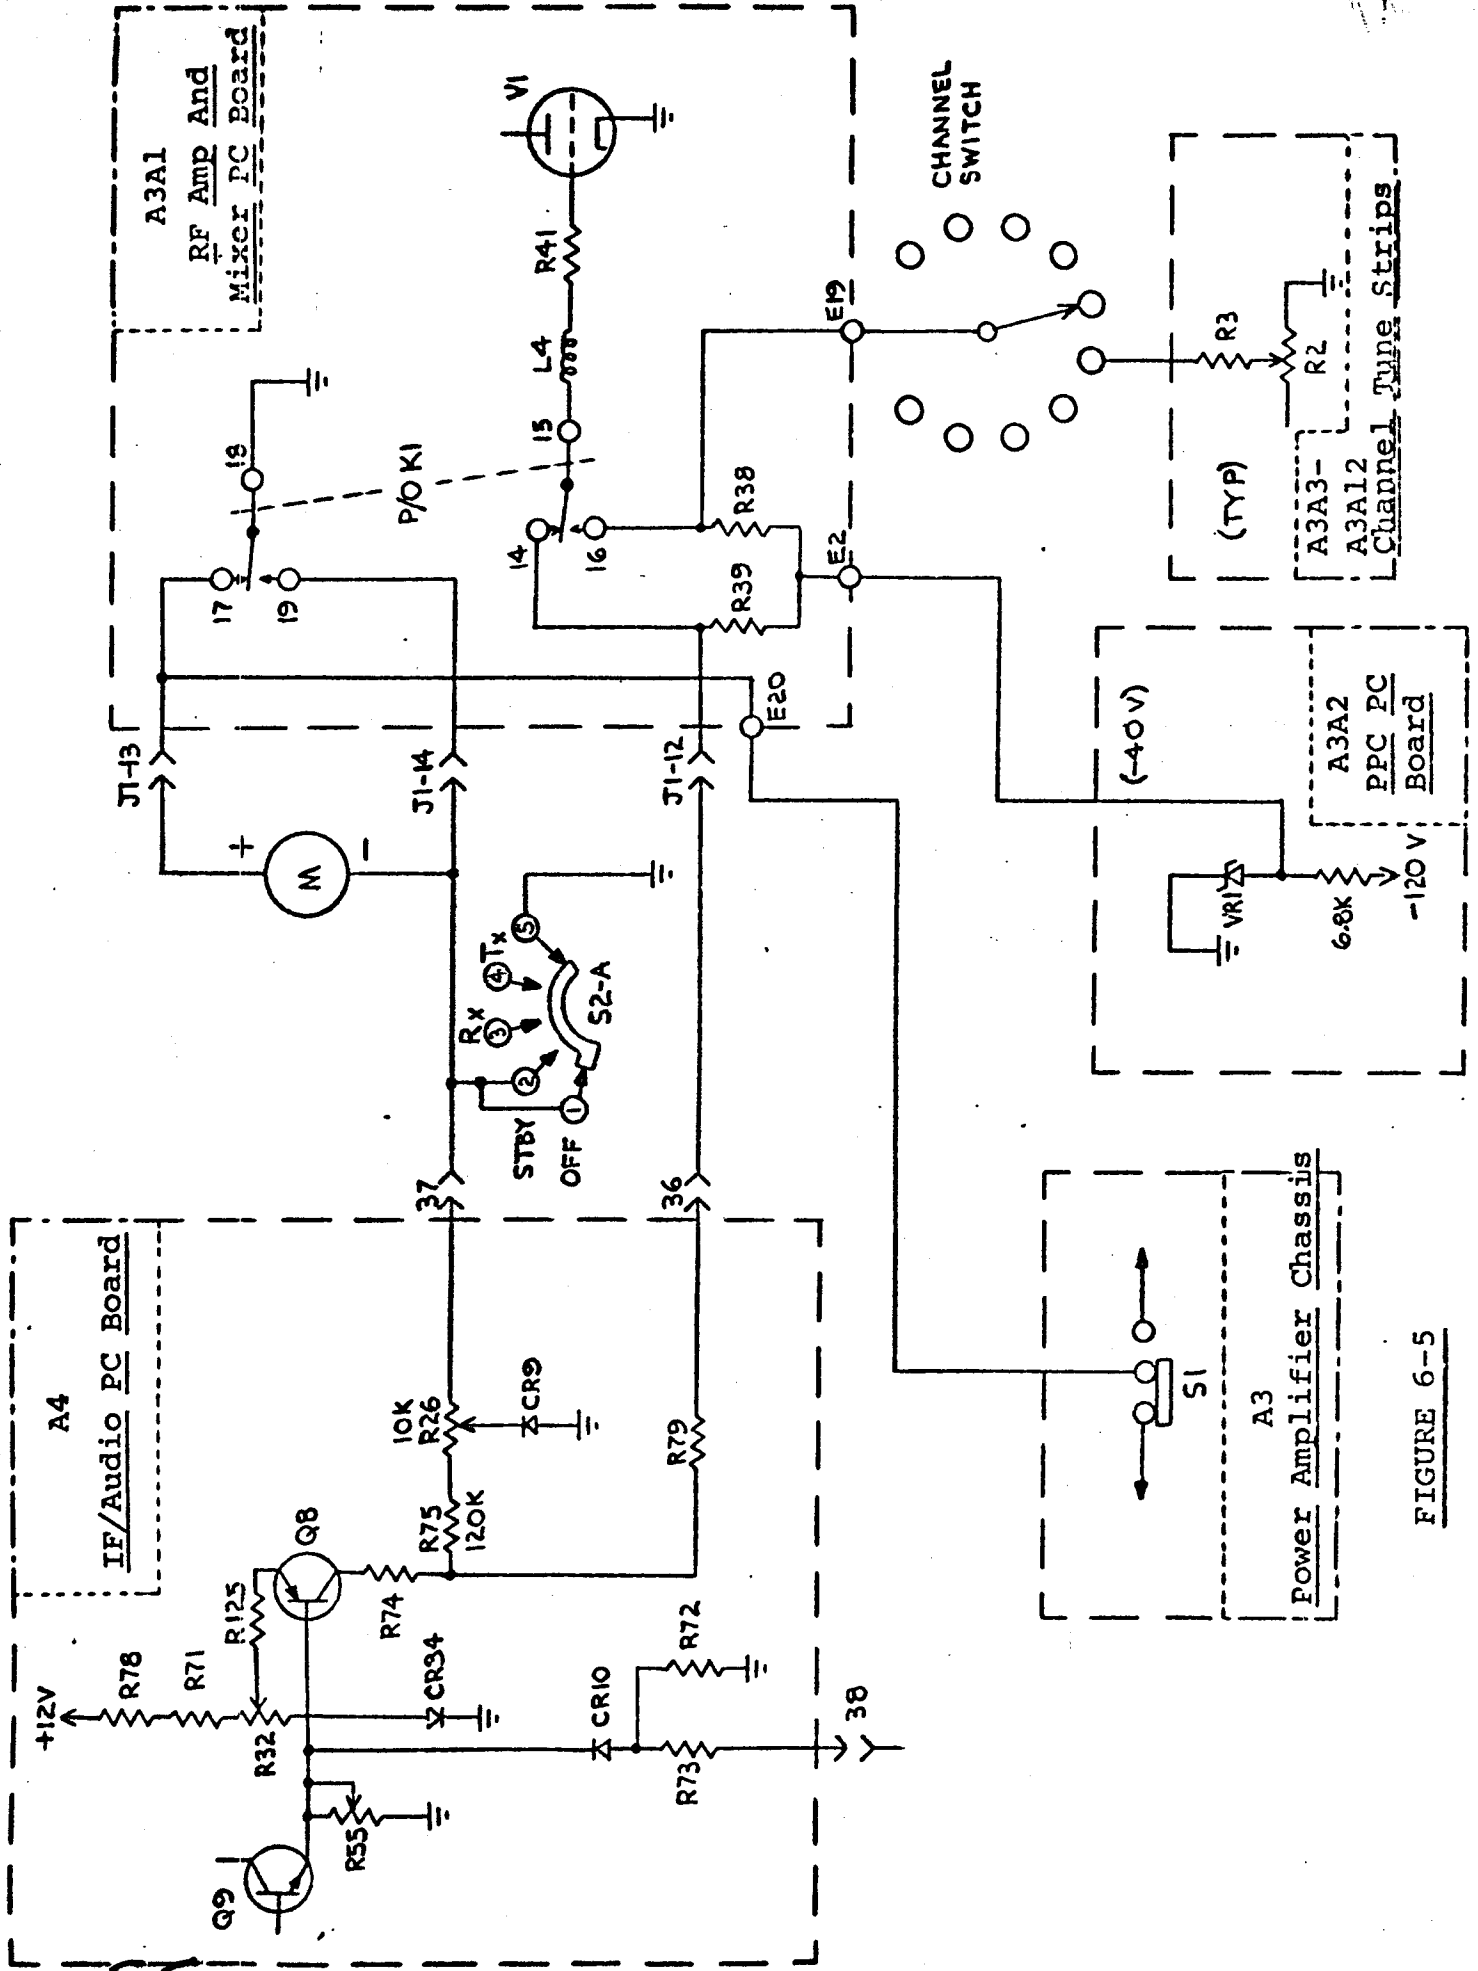 A4
IF/Audio PC Board
+12V
R78
R71
R32
R125
Q8
Q9
R55
R74
CR34
R75
120K
10K
R26
CR9
CR10
R73
R72
38
R79
37
36
STBY
OFF
Rx
Tx
1
2
3
4
5
S2-A
M
+
-
J1-13
J1-14
J1-12
A3A1
RF Amp And
Mixer PC Board
17
18
19
P/O K1
14
15
16
L4
R41
V1
R39
R38
E20
E2
E19
CHANNEL
SWITCH
(TYP)
R3
R2
A3A3-
A3A12
Channel Tune Strips
(-40V)
VR1
6.8K
-120V
A3A2
PPC PC
Board
S1
A3
Power Amplifier Chassis
FIGURE 6-5